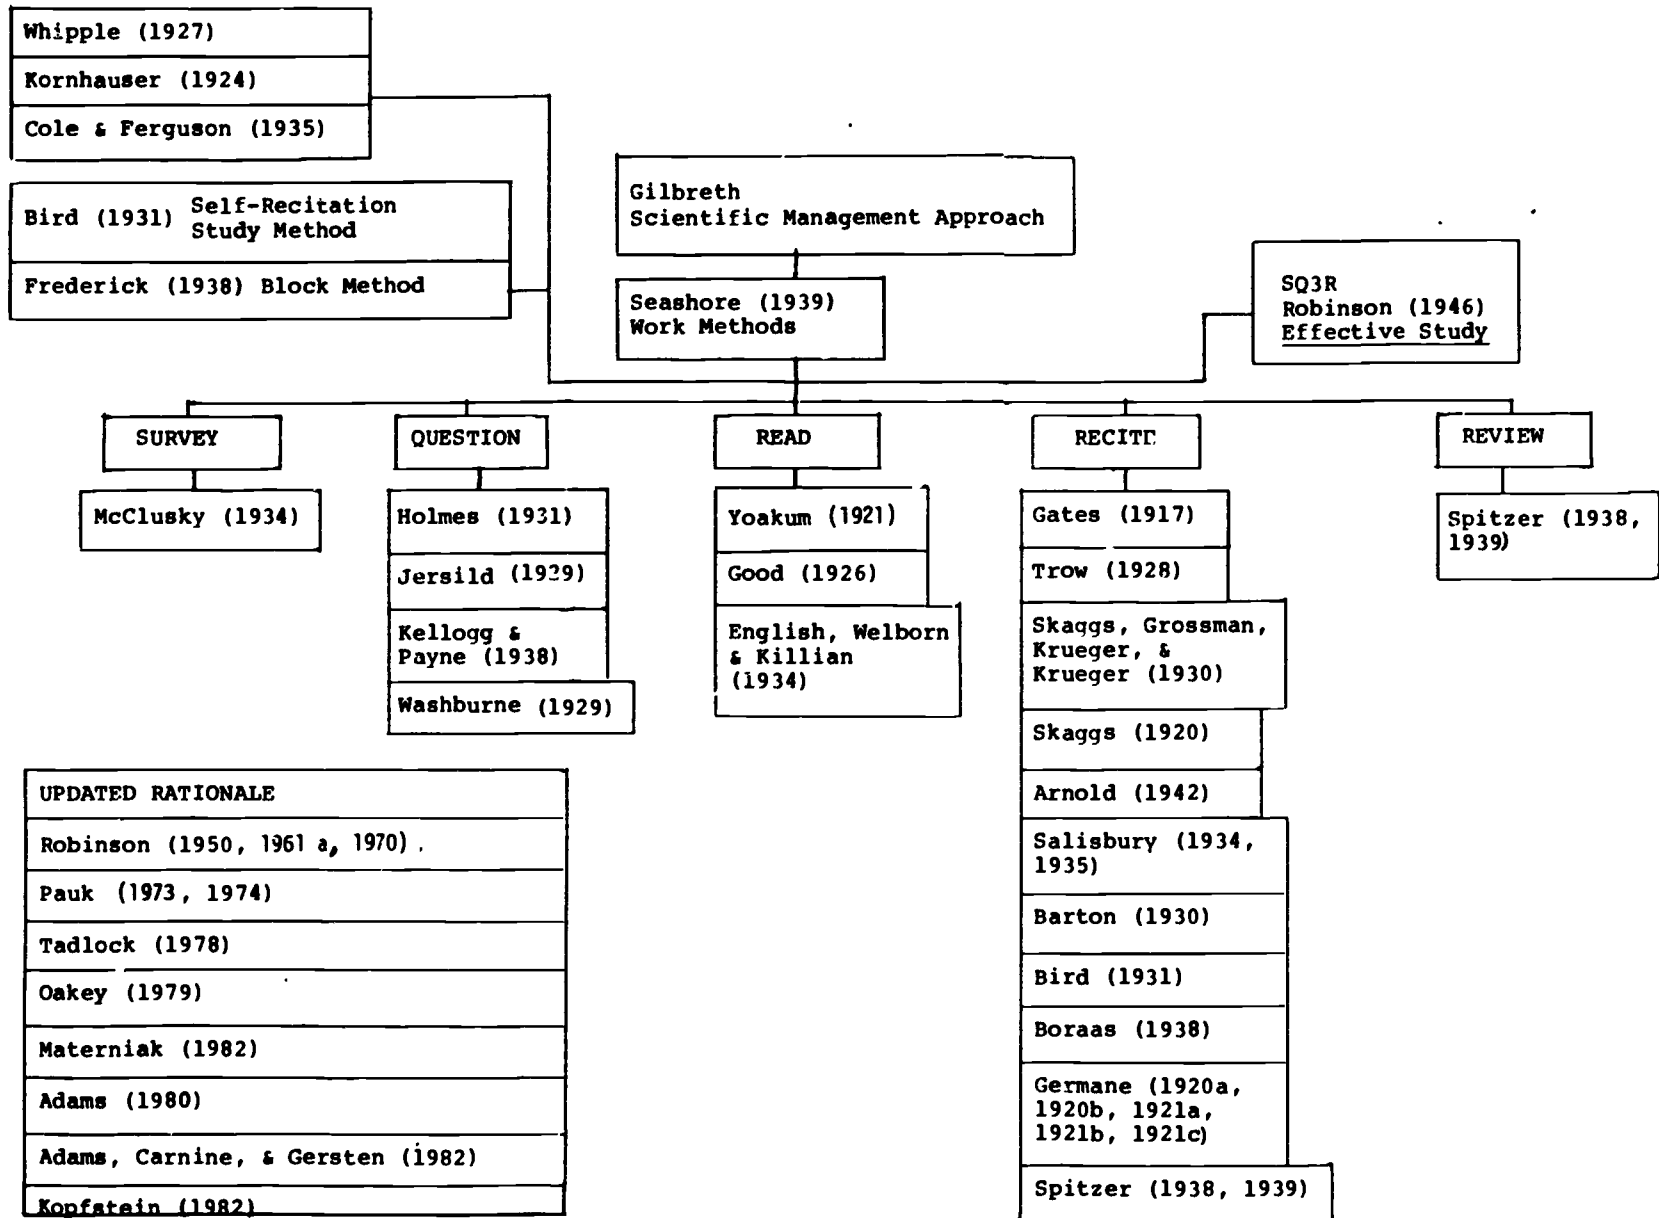 Whipple (1927)
Kornhauser (1924)
Cole & Ferguson (1935)
Bird (1931) Self-Recitation
Study Method
Frederick (1938) Block Method
Gilbreth
Scientific Management Approach
Seashore (1939)
Work Methods
SQ3R
Robinson (1946)
Effective Study
SURVEY
McClusky (1934)
QUESTION
Holmes (1931)
Jersild (1929)
Kellogg &
Payne (1938)
Washburne (1929)
READ
Yoakum (1921)
Good (1926)
English, Welborn
& Killian
(1934)
RECITE
Gates (1917)
Trow (1928)
Skaggs, Grossman,
Krueger, &
Krueger (1930)
Skaggs (1920)
Arnold (1942)
Salisbury (1934,
1935)
Barton (1930)
Bird (1931)
Boraas (1938)
Germane (1920a,
1920b, 1921a,
1921b, 1921c)
Spitzer (1938, 1939)
REVIEW
Spitzer (1938,
1939)
UPDATED RATIONALE
Robinson (1950, 1961 a, 1970).
Pauk (1973, 1974)
Tadlock (1978)
Oakey (1979)
Materniak (1982)
Adams (1980)
Adams, Carnine, & Gersten (1982)
Kopfstein (1982)